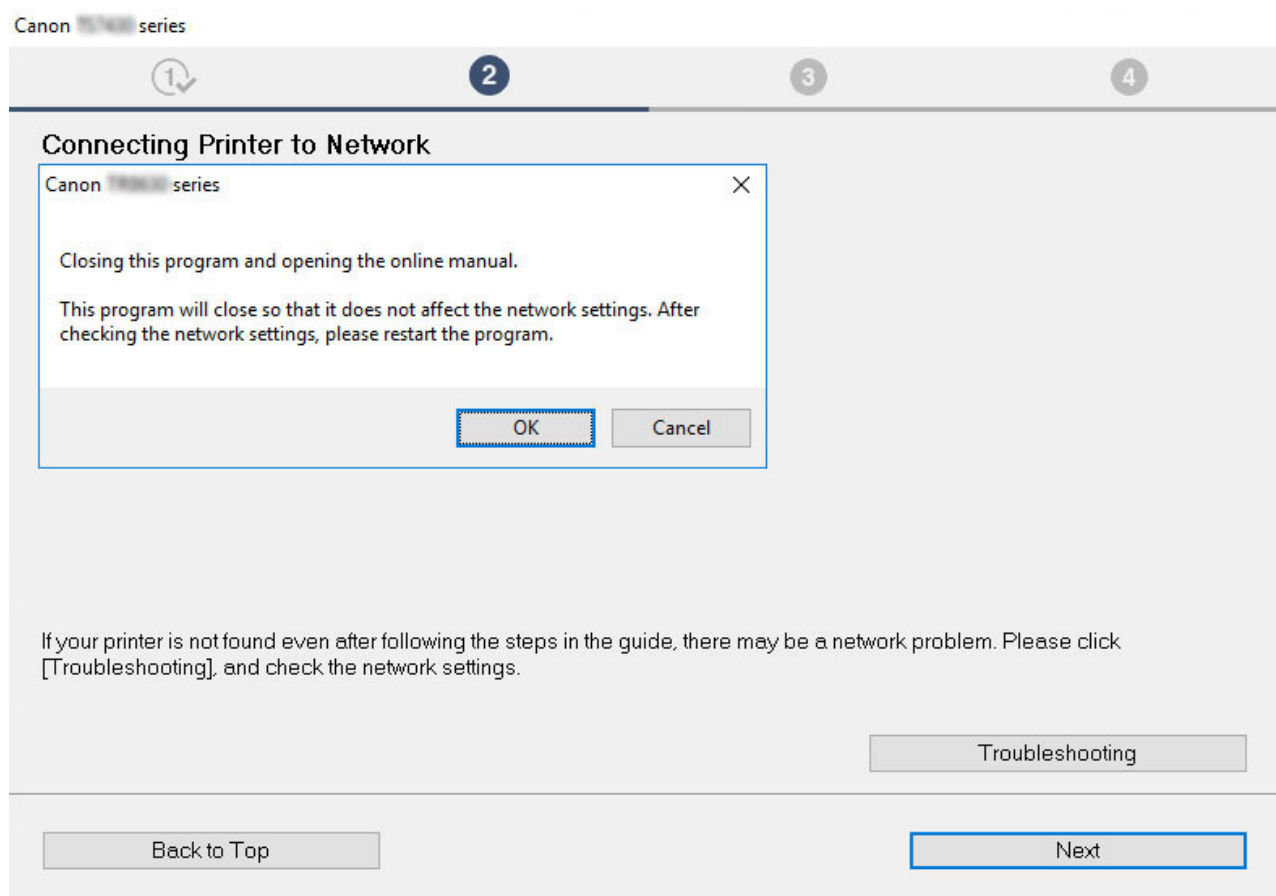 Canon series
1
2
3
4
Connecting Printer to Network
Canon series
Closing this program and opening the online manual.
This program will close so that it does not affect the network settings. After
checking the network settings, please restart the program.
OK
Cancel
If your printer is not found even after following the steps in the guide, there may be a network problem. Please click
[Troubleshooting], and check the network settings.
Troubleshooting
Back to Top
Next